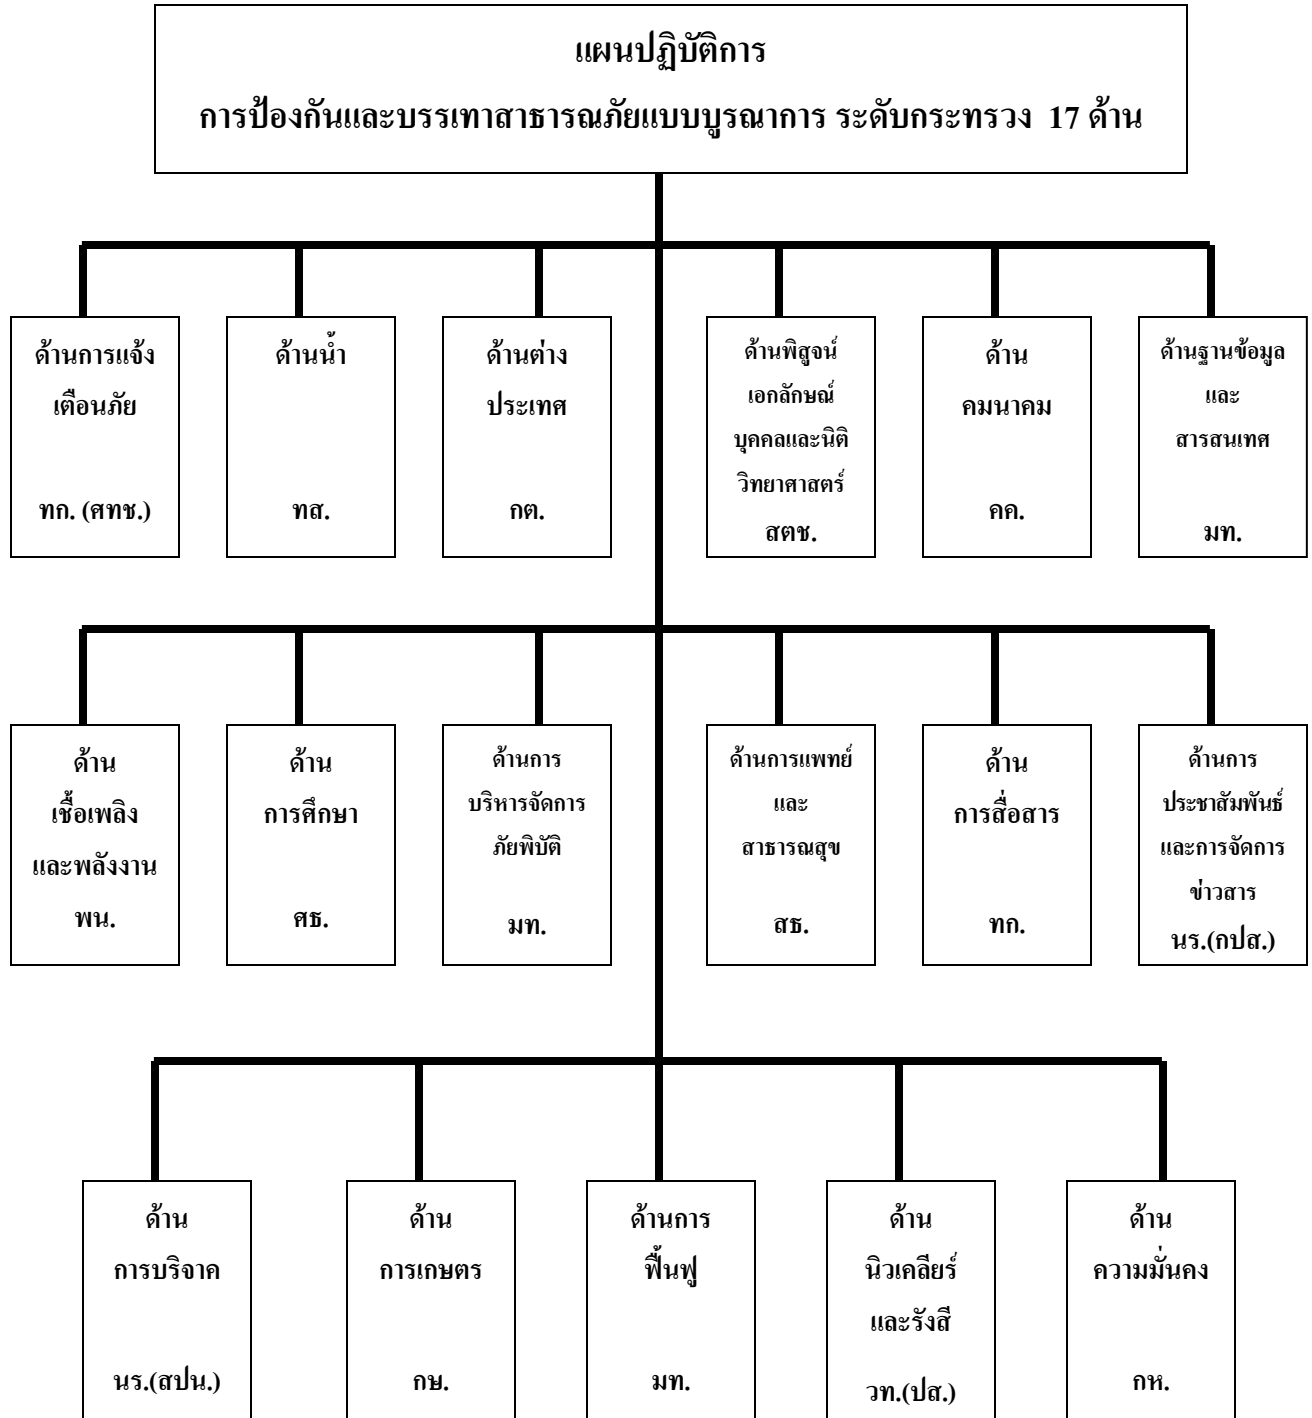 แผนปฏิบัติการ
การป้องกันและบรรเทาสาธารณภัยแบบบูรณาการ ระดับกระทรวง 17 ด้าน
ด้านการแจ้ง
เตือนภัย
ทก. (ศทช.)
ด้านน้ำ
ทส.
ด้านต่าง
ประเทศ
กต.
ด้านพิสูจน์
เอกลักษณ์
บุคคลและนิติ
วิทยาศาสตร์
สตช.
ด้าน
คมนาคม
คค.
ด้านฐานข้อมูล
และ
สารสนเทศ
มท.
ด้าน
เชื้อเพลิง
และพลังงาน
พน.
ด้าน
การศึกษา
ศธ.
ด้านการ
บริหารจัดการ
ภัยพิบัติ
มท.
ด้านการแพทย์
และ
สาธารณสุข
สธ.
ด้าน
การสื่อสาร
ทก.
ด้านการ
ประชาสัมพันธ์
และการจัดการ
ข่าวสาร
นร.(กปส.)
ด้าน
การบริจาค
นร.(สปน.)
ด้าน
การเกษตร
กษ.
ด้านการ
ฟื้นฟู
มท.
ด้าน
นิวเคลียร์
และรังสี
วท.(ปส.)
ด้าน
ความมั่นคง
กห.